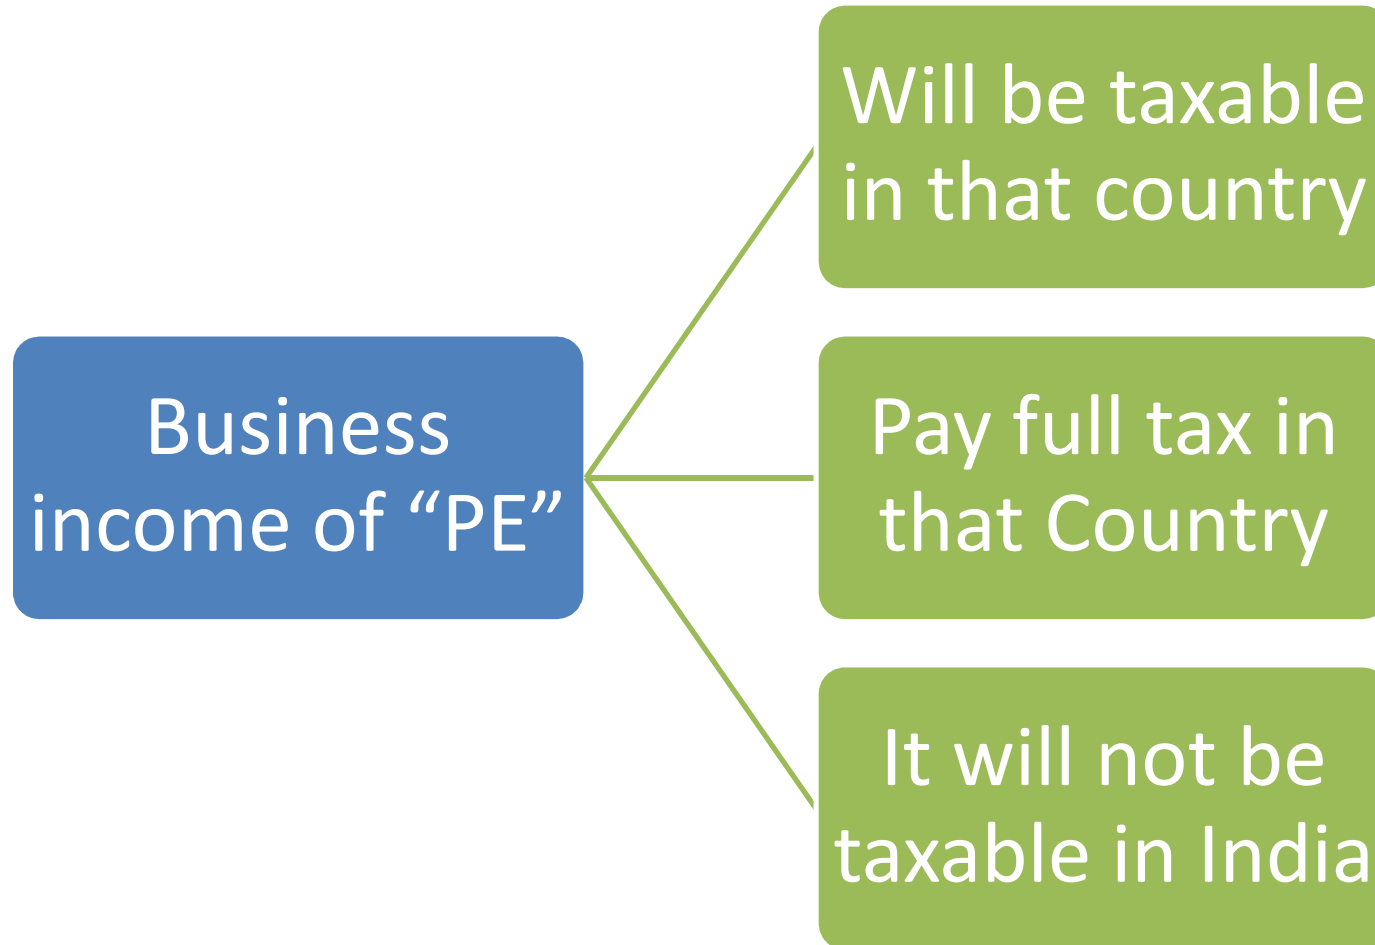 Business
income of “PE”
Will be taxable
in that country
Pay full tax in
that Country
It will not be
taxable in India